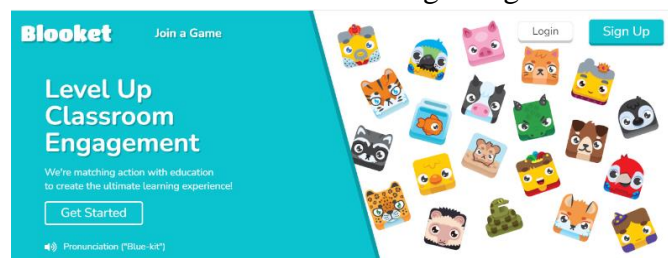 Blooket
Join a Game
Login
Sign Up
Level Up
Classroom
Engagement
We're matching action with education
to create the ultimate learning experience!
Get Started
Pronunciation ("Blue-kit")